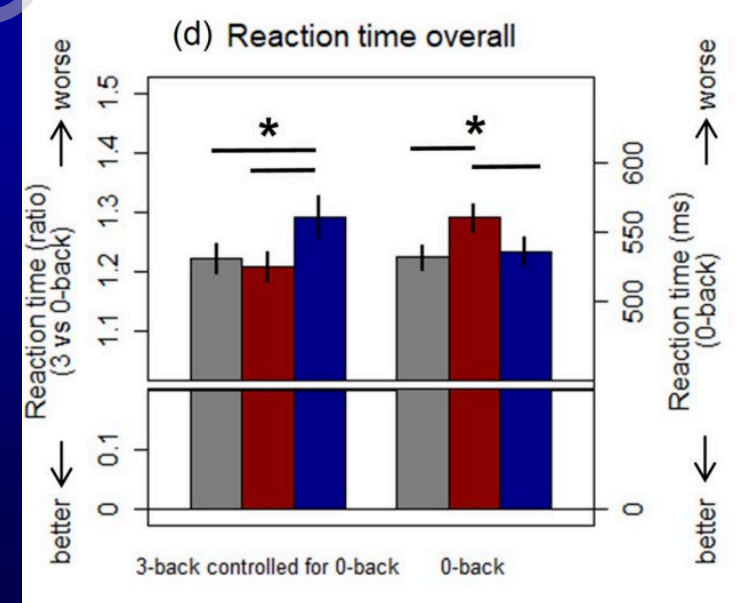 (d) Reaction time overall
better ← Reaction time (ratio) → worse
(3 vs 0-back)
1.5
1.4
1.3
1.2
1.1
0.1
0
* *
600
550
500
0
better ← Reaction time (ms) → worse
(0-back)
3-back controlled for 0-back 0-back